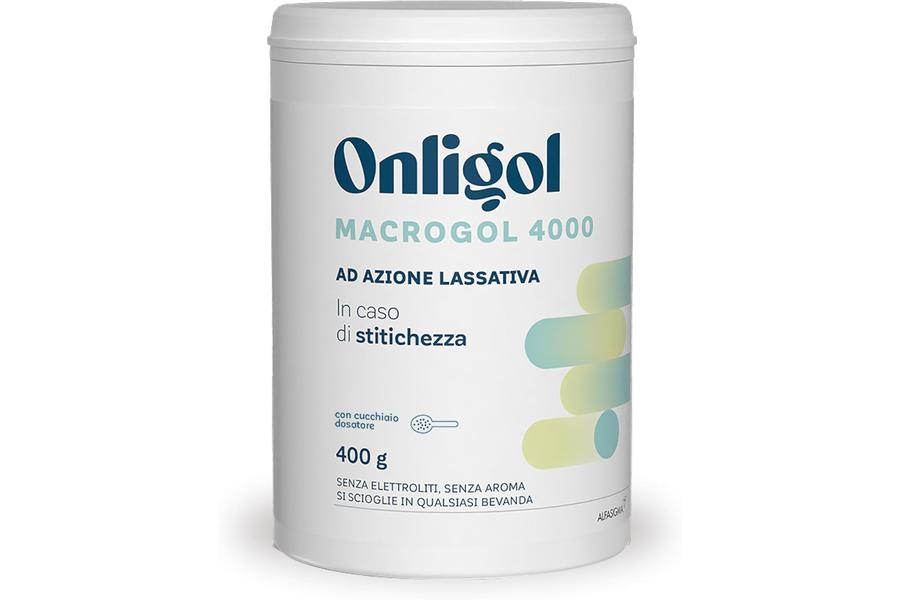 Onligol
MACROGOL 4000
AD AZIONE LASSATIVA
In caso
di stitichezza
con cucchiaio
dosatore
400 g
SENZA ELETTROLITI, SENZA AROMA
SI SCIOGLIE IN QUALSIASI BEVANDA
ALFASIGMA